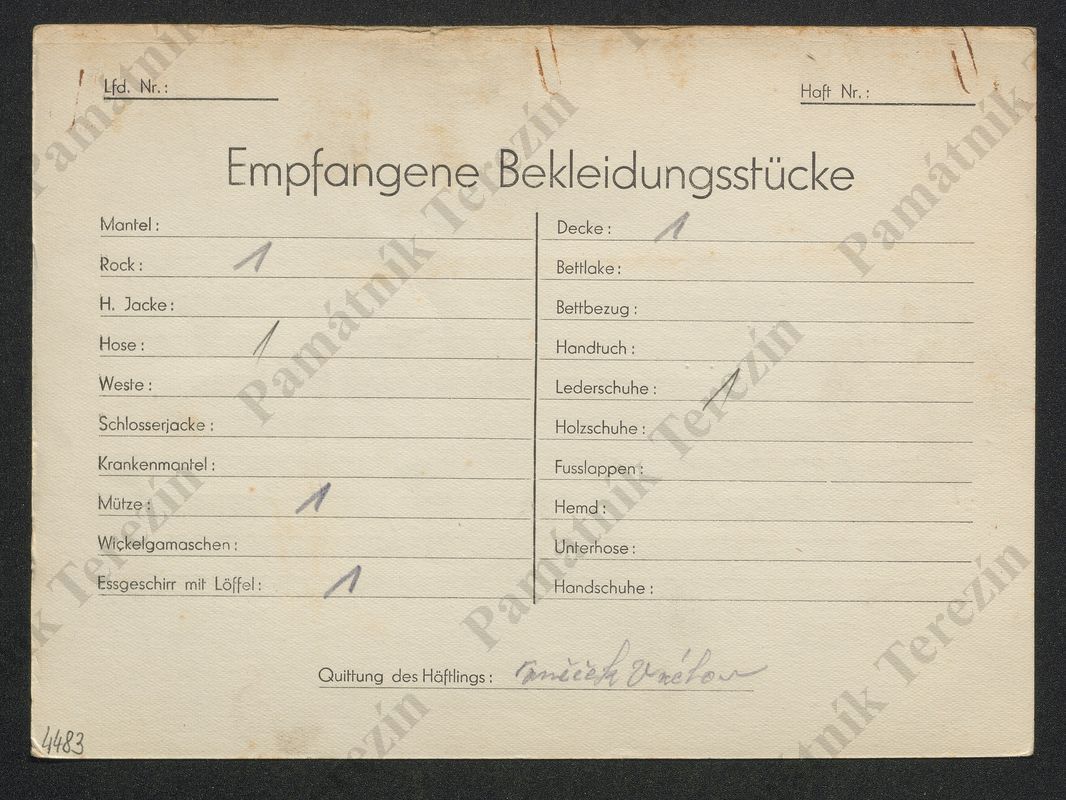 Lfd. Nr.:
Haft Nr.:
Empfangene Bekleidungsstücke
Mantel:
Rock: 1
H. Jacke:
Hose: 1
Weste:
Schlosserjacke:
Krankenmantel:
Mütze: 1
Wickelgamaschen:
Essgeschirr mit Löffel: 1
Decke: 1
Bettlake:
Bettbezug:
Handtuch:
Lederschuhe: 1
Holzschuhe:
Fusslappen:
Hemd:
Unterhose:
Handschuhe:
Quittung des Häftlings:
4483
Památník Terezín